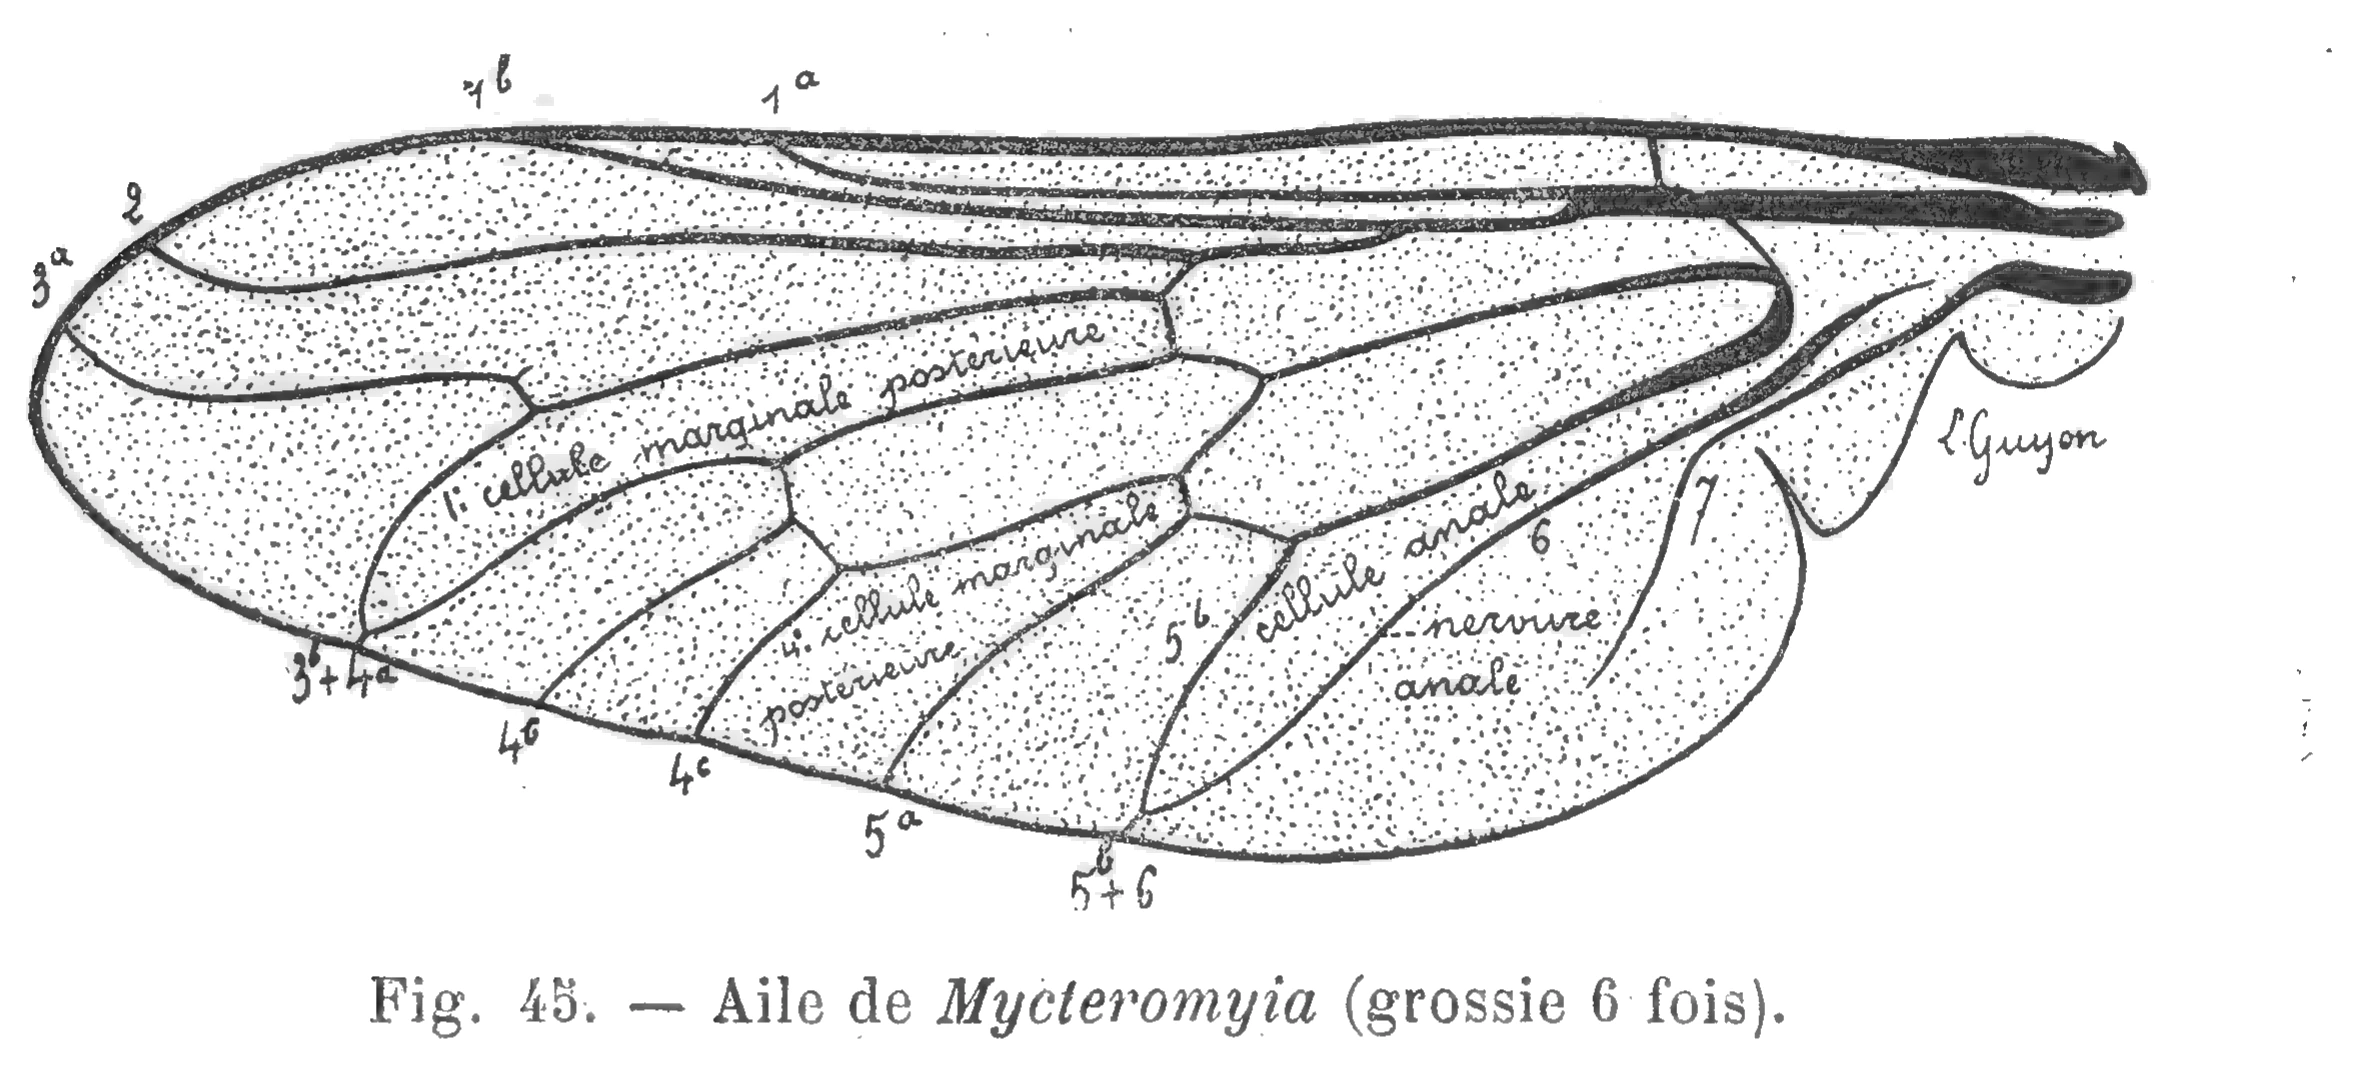 1b 1a
2
3a
1e cellule marginale postérieure
L Guyon
7
cellule anale
6
4e cellule marginale
postérieure
5b
nervure
anale
3b+4a
4b
4c
5a
5b+6
Fig. 45. — Aile de Mycteromyia (grossie 6 fois).